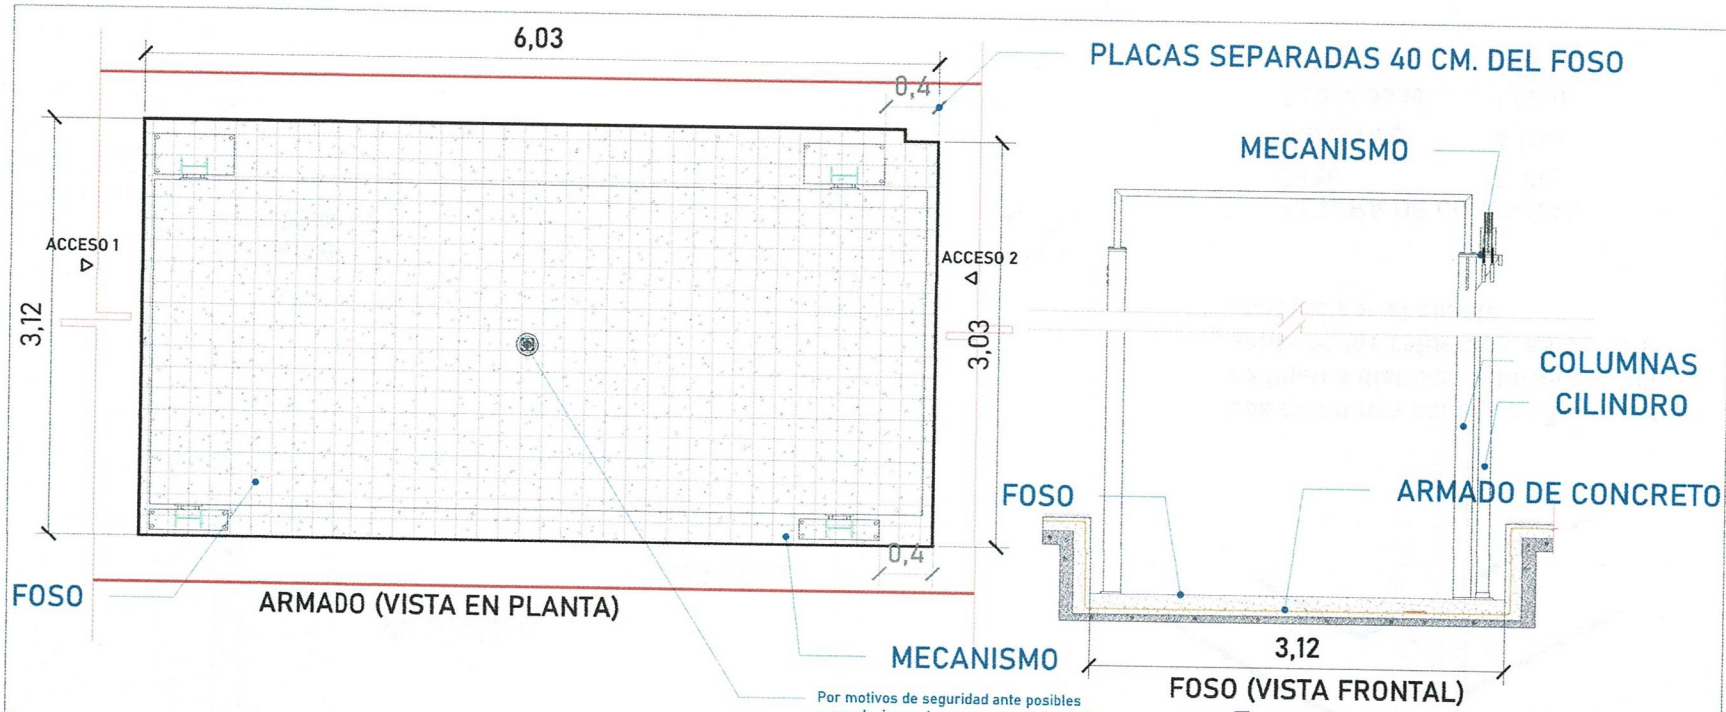 6,03
PLACAS SEPARADAS 40 CM. DEL FOSO
0,4
MECANISMO
ACCESO 1
ACCESO 2
3,12
3,03
COLUMNAS
CILINDRO
FOSO
ARMADO DE CONCRETO
0,4
FOSO
ARMADO (VISTA EN PLANTA)
3,12
MECANISMO
FOSO (VISTA FRONTAL)
Por motivos de seguridad ante posibles